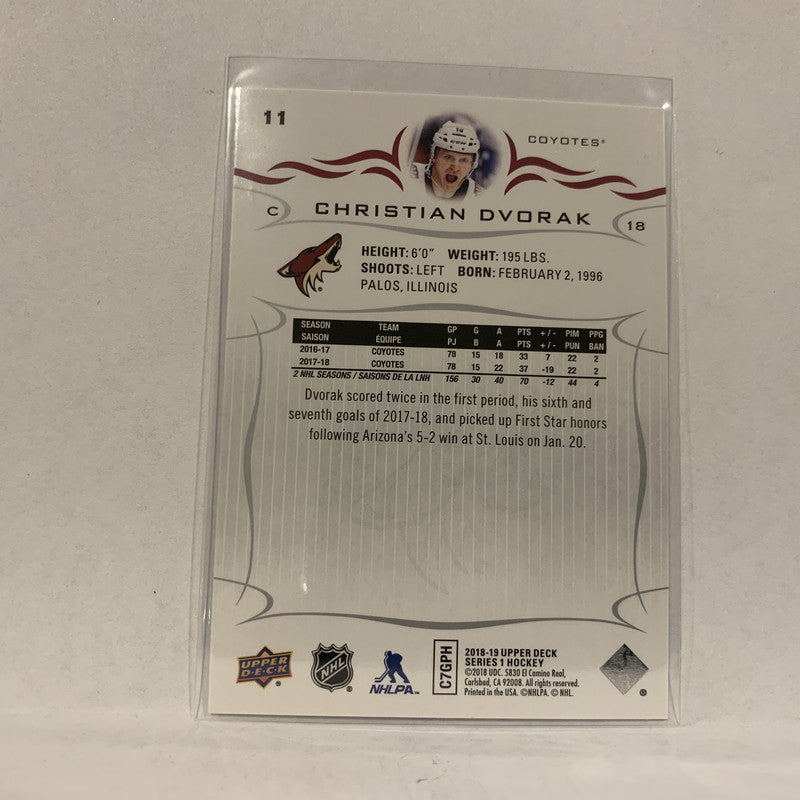 11
COYOTES®
C CHRISTIAN DVORAK 18
HEIGHT: 6'0" WEIGHT: 195 LBS.
SHOOTS: LEFT BORN: FEBRUARY 2, 1996
PALOS, ILLINOIS
SEASON TEAM GP G A PTS +/- PIM PPG
SAISON ÉQUIPE PJ B A PTS +/- PUN BAN
2016-17 COYOTES 78 15 18 33 7 22 2
2017-18 COYOTES 78 15 22 37 -19 22 2
2 NHL SEASONS / SAISONS DE LA LNH 156 30 40 70 -12 44 4
Dvorak scored twice in the first period, his sixth and
seventh goals of 2017-18, and picked up First Star honors
following Arizona's 5-2 win at St. Louis on Jan. 20.
UPPER
D·E·C·K
NHL
NHLPA™
C7GPH
2018-19 UPPER DECK
SERIES 1 HOCKEY
©2018 UDC. 5830 El Camino Real,
Carlsbad, CA 92008. All rights reserved.
Printed in the USA. ©NHLPA. © NHL.